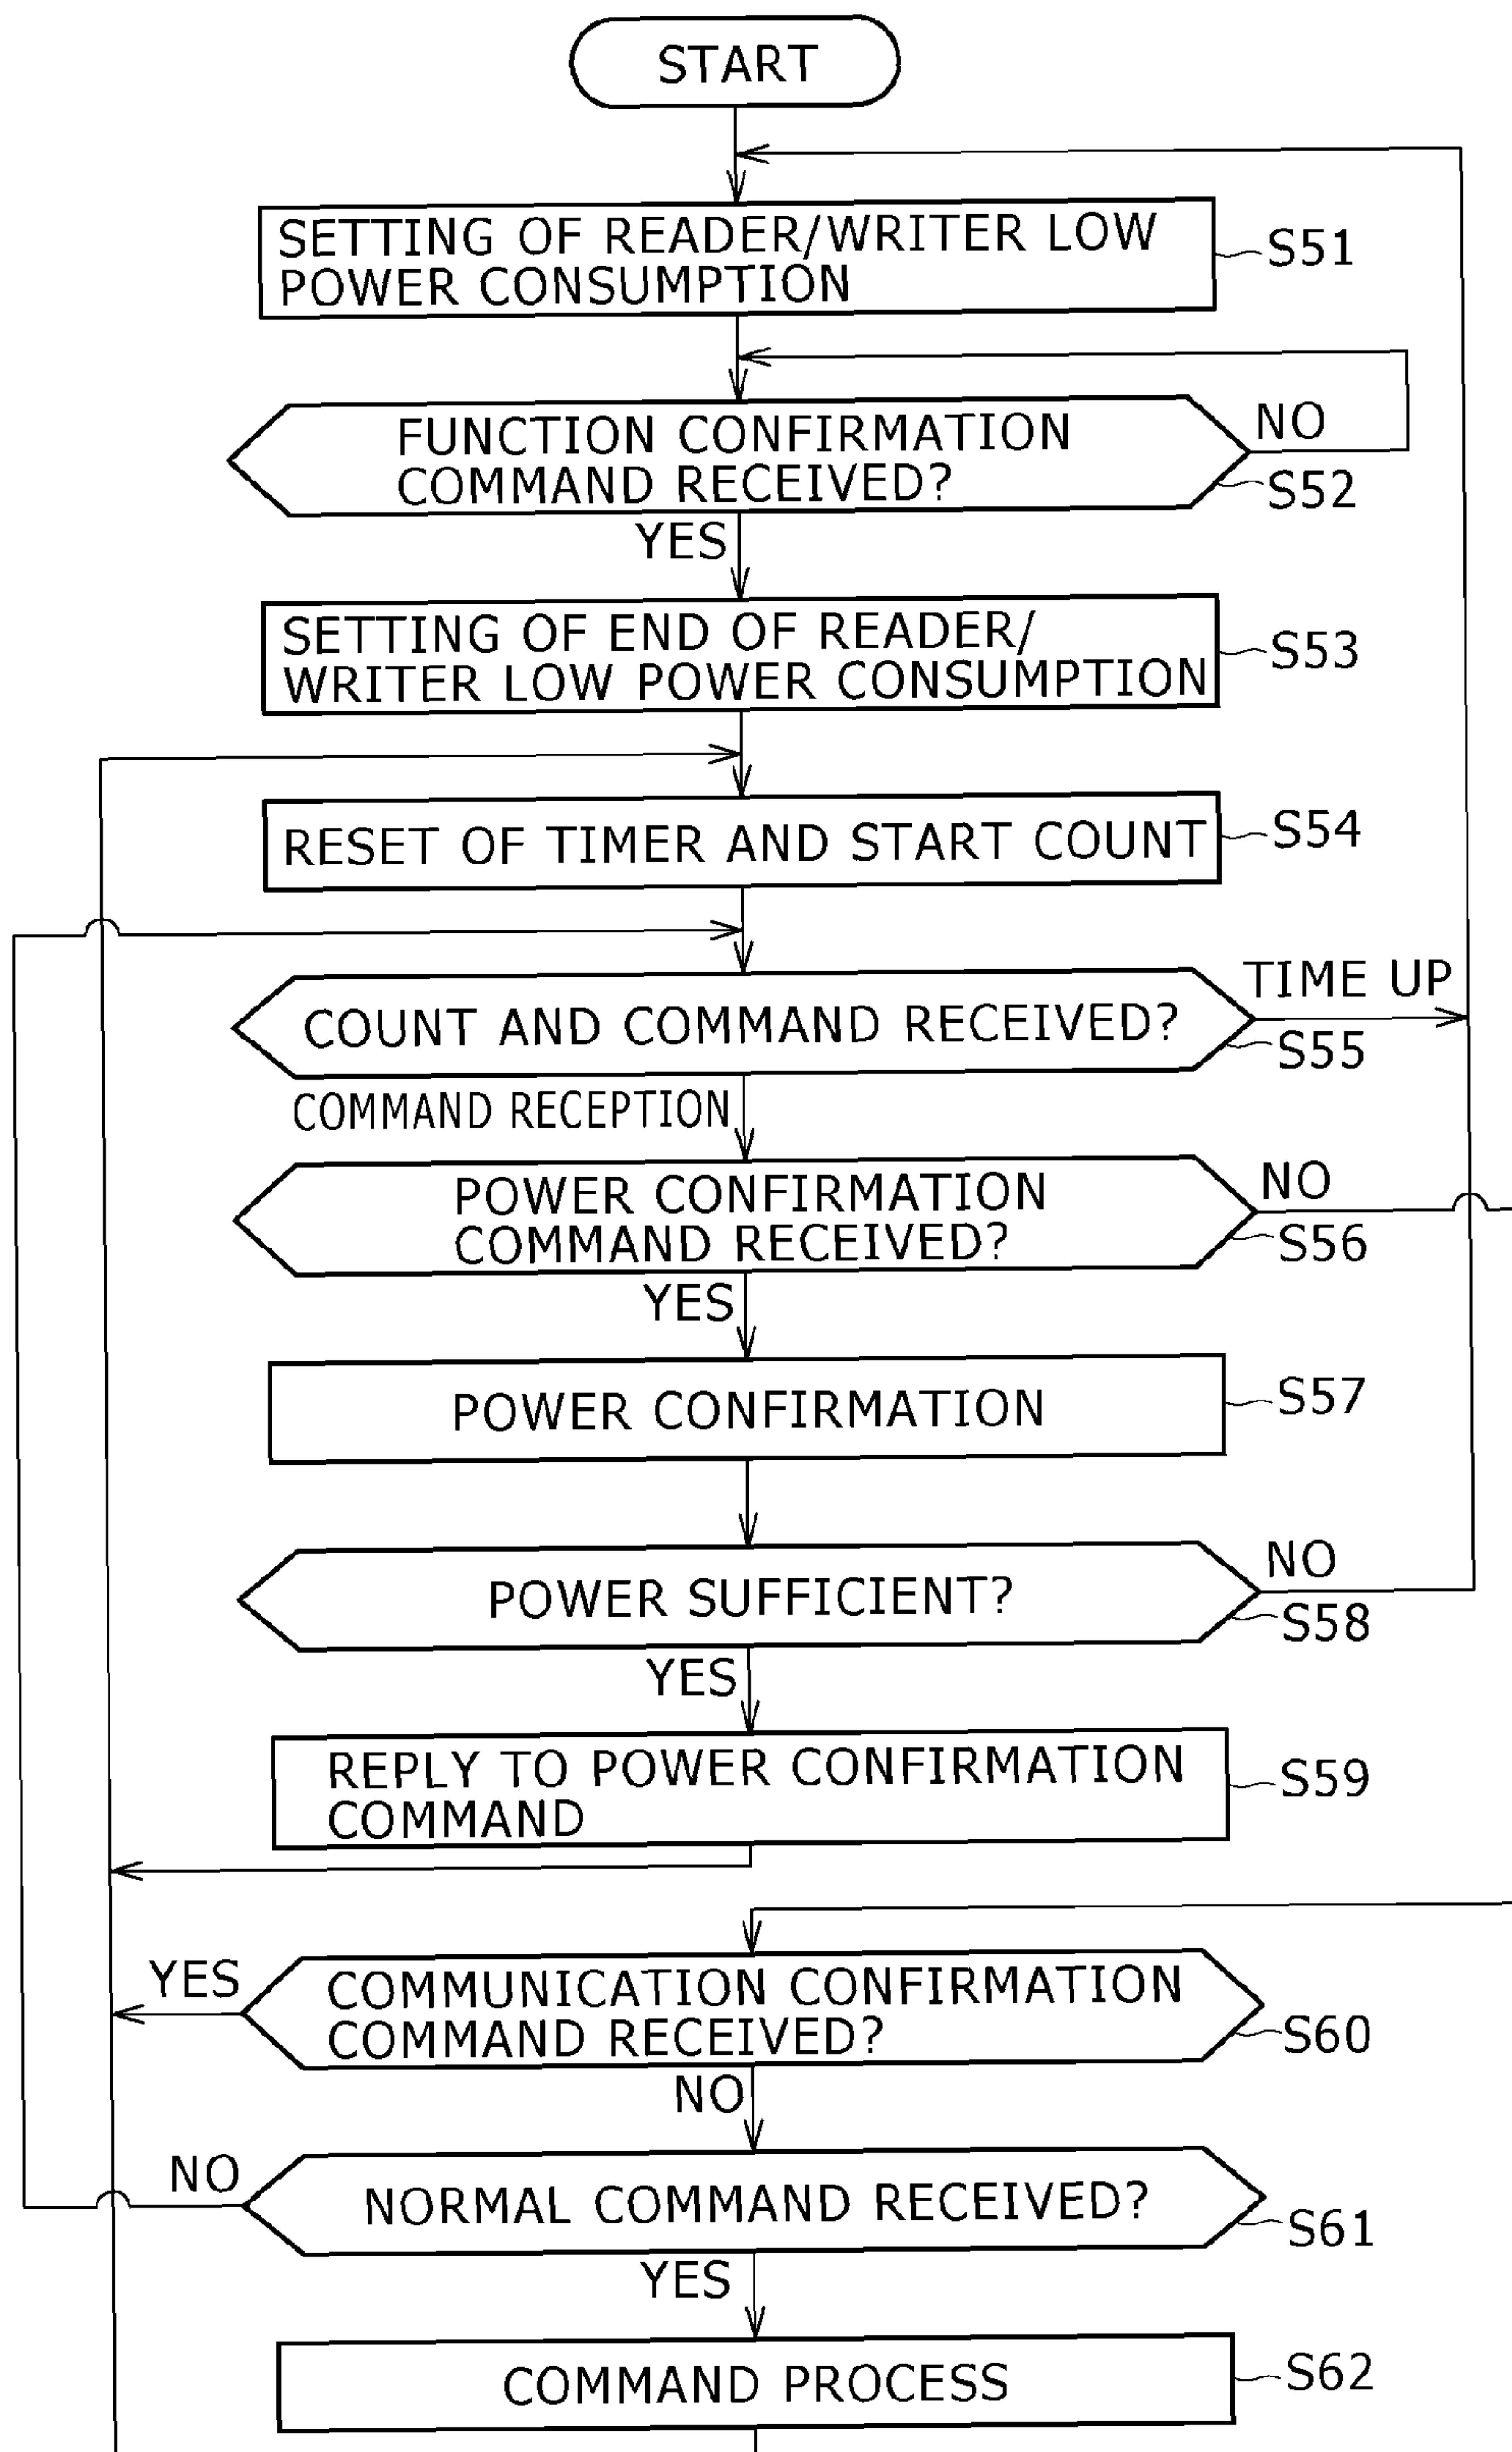 START
SETTING OF READER/WRITER LOW
POWER CONSUMPTION
S51
FUNCTION CONFIRMATION
COMMAND RECEIVED?
NO
S52
YES
SETTING OF END OF READER/
WRITER LOW POWER CONSUMPTION
S53
RESET OF TIMER AND START COUNT
S54
COUNT AND COMMAND RECEIVED?
TIME UP
S55
COMMAND RECEPTION
POWER CONFIRMATION
COMMAND RECEIVED?
NO
S56
YES
POWER CONFIRMATION
S57
POWER SUFFICIENT?
NO
S58
YES
REPLY TO POWER CONFIRMATION
COMMAND
S59
YES
COMMUNICATION CONFIRMATION
COMMAND RECEIVED?
S60
NO
NO
NORMAL COMMAND RECEIVED?
S61
YES
COMMAND PROCESS
S62